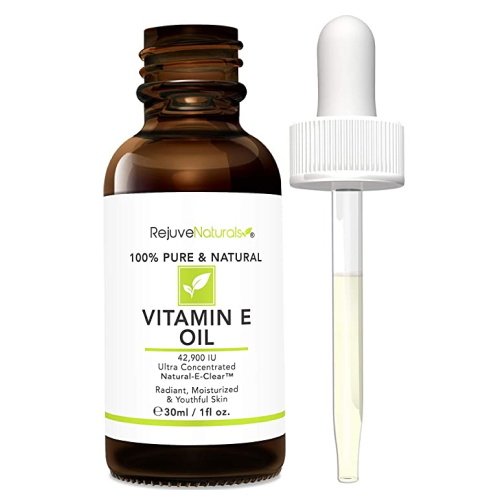 RejuveNaturals®
100% PURE & NATURAL
VITAMIN E
OIL
42,900 IU
Ultra Concentrated
Natural-E-Clear™
Radiant, Moisturized
& Youthful Skin
℮30ml / 1fl oz.